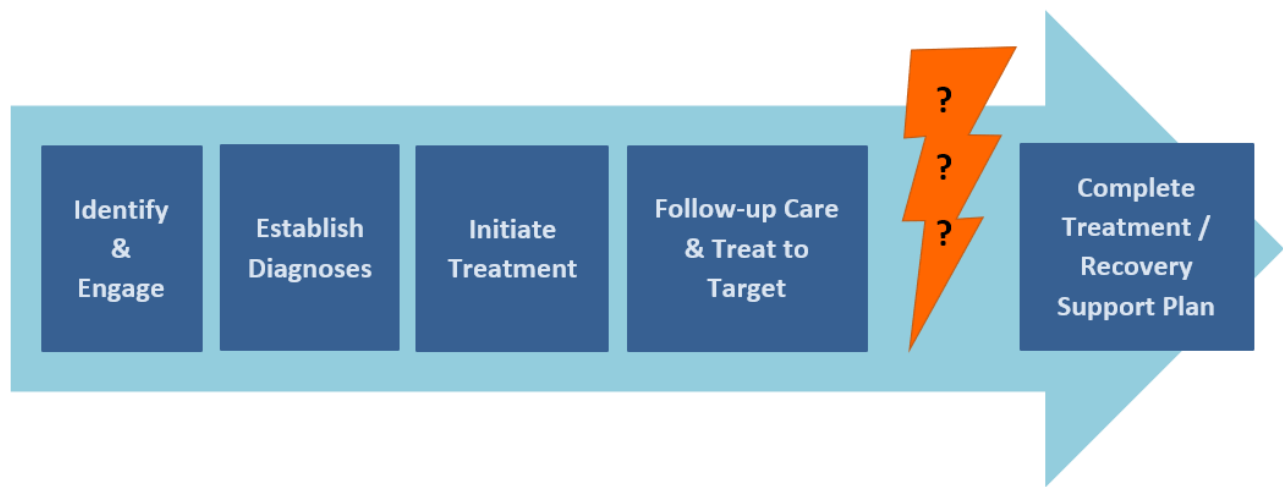 Identify
&
Engage
Establish
Diagnoses
Initiate
Treatment
Follow-up Care
& Treat to
Target
?
?
?
Complete
Treatment /
Recovery
Support Plan